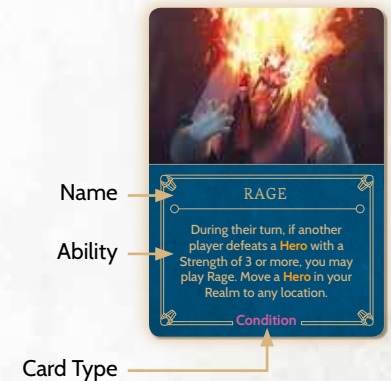 Name
RAGE
Ability
During their turn, if another
player defeats a Hero with a
Strength of 3 or more, you may
play Rage. Move a Hero in your
Realm to any location.
Condition
Card Type